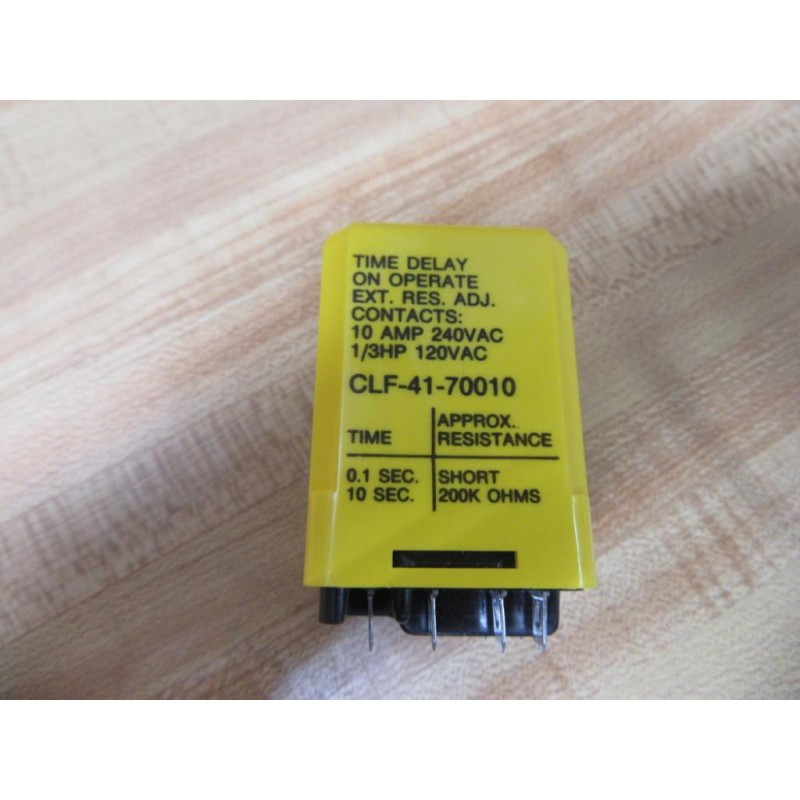 TIME DELAY
ON OPERATE
EXT. RES. ADJ.
CONTACTS:
10 AMP 240VAC
1/3HP 120VAC
CLF-41-70010
TIME APPROX. RESISTANCE
0.1 SEC. SHORT
10 SEC. 200K OHMS